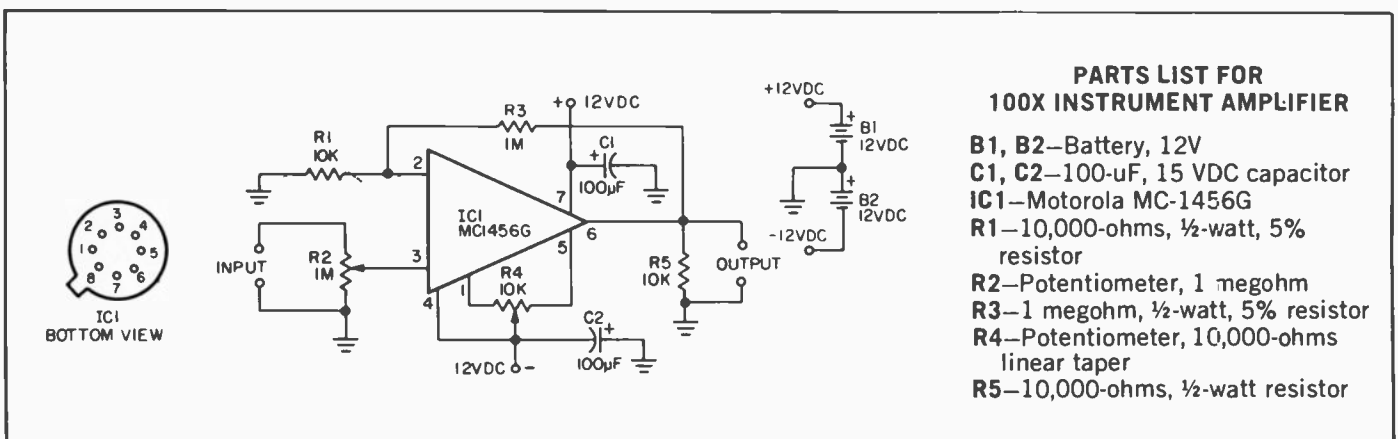 R1
10K
R3
1M
+ 12VDC
+ C1
100µF
2
7
IC1
MC1456G
6
3
5
4
1
R4
10K
INPUT
R2
1M
R5
10K
OUTPUT
C2 +
100µF
12VDC -
1
2
3
4
5
6
7
8
IC1
BOTTOM VIEW
+12VDC
+
B1
12VDC
+
B2
12VDC
-12VDC
PARTS LIST FOR
100X INSTRUMENT AMPLIFIER
B1, B2—Battery, 12V
C1, C2—100-uF, 15 VDC capacitor
IC1—Motorola MC-1456G
R1—10,000-ohms, ½-watt, 5%
resistor
R2—Potentiometer, 1 megohm
R3—1 megohm, ½-watt, 5% resistor
R4—Potentiometer, 10,000-ohms
linear taper
R5—10,000-ohms, ½-watt resistor